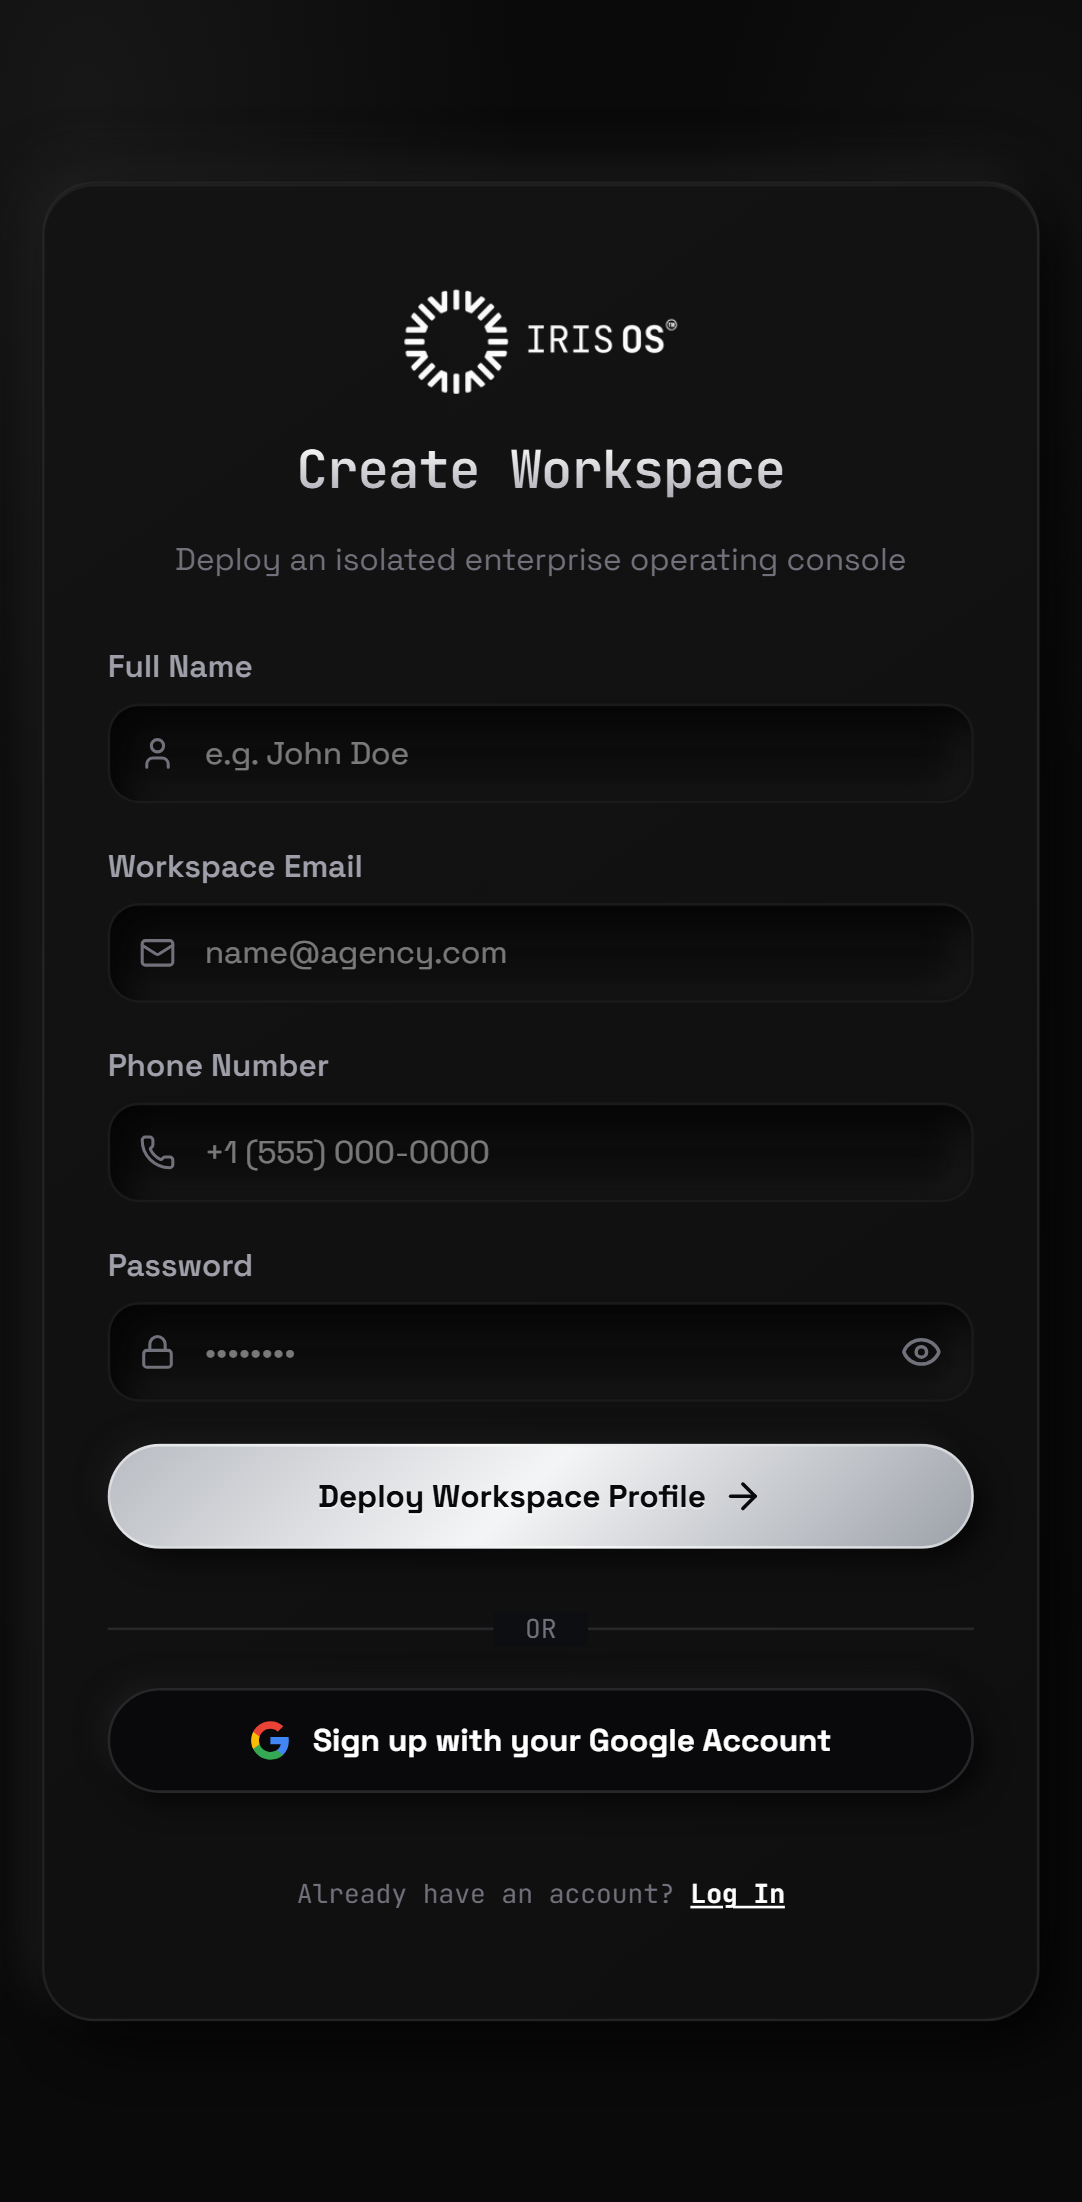 IRIS OS™
Create Workspace
Deploy an isolated enterprise operating console
Full Name
e.g. John Doe
Workspace Email
name@agency.com
Phone Number
+1 (555) 000-0000
Password
••••••••
Deploy Workspace Profile →
OR
Sign up with your Google Account
Already have an account? Log In